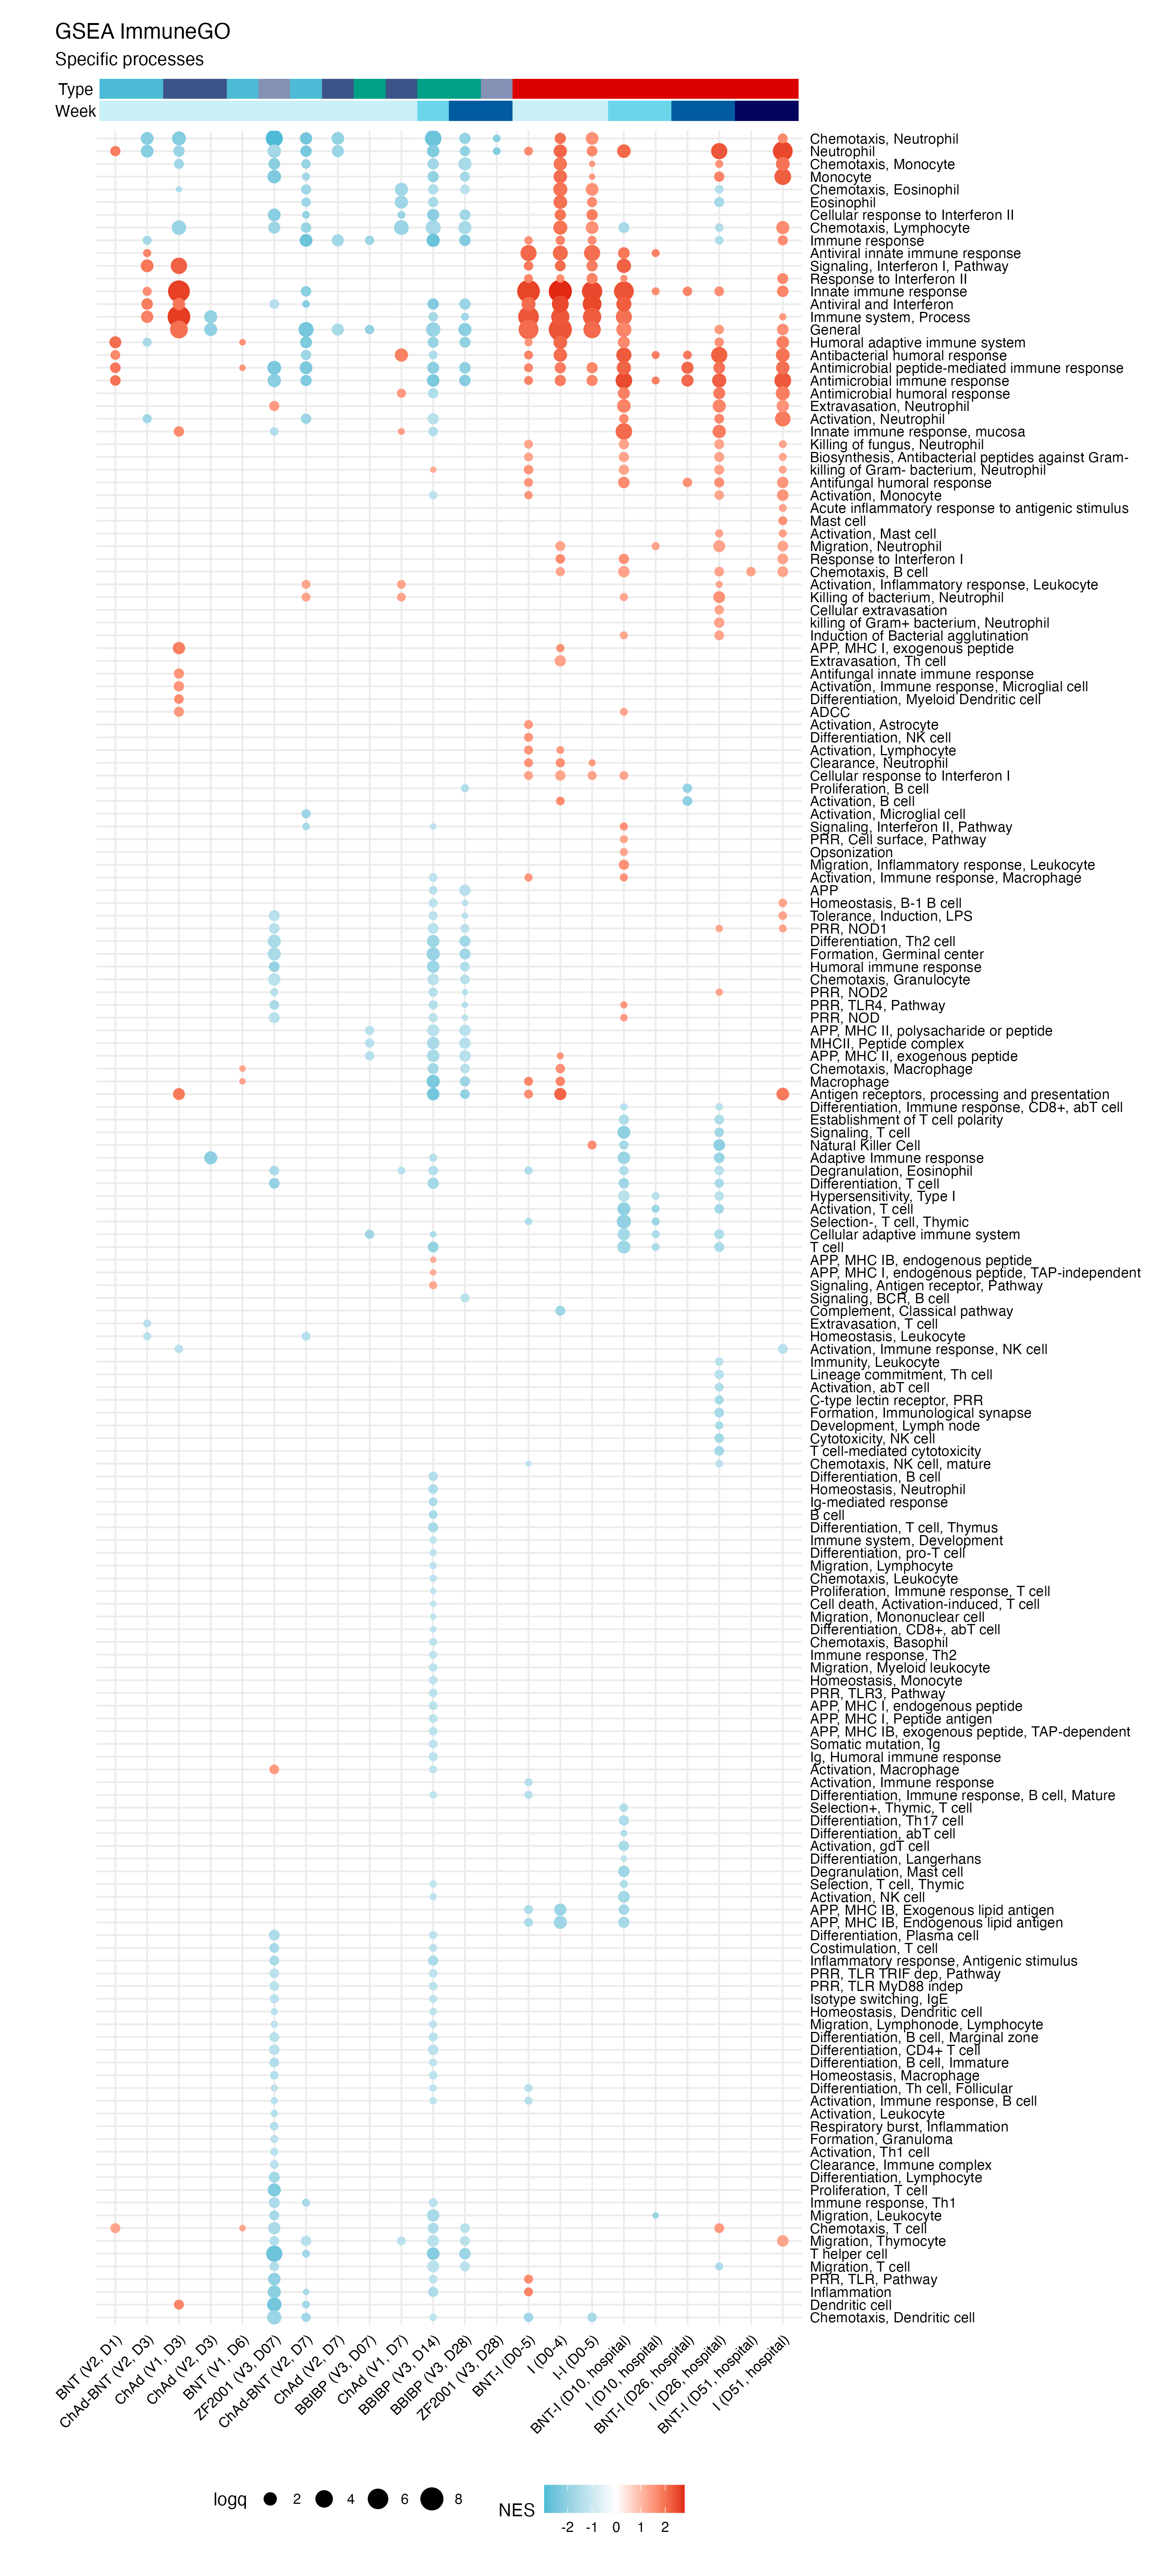 GSEA ImmuneGO
Specific processes
Type
Week
Chemotaxis, Neutrophil
Neutrophil
Chemotaxis, Monocyte
Monocyte
Chemotaxis, Eosinophil
Eosinophil
Cellular response to Interferon II
Chemotaxis, Lymphocyte
Immune response
Antiviral innate immune response
Signaling, Interferon I, Pathway
Response to Interferon II
Innate immune response
Antiviral and Interferon
Immune system, Process
General
Humoral adaptive immune system
Antibacterial humoral response
Antimicrobial peptide-mediated immune response
Antimicrobial immune response
Antimicrobial humoral response
Extravasation, Neutrophil
Activation, Neutrophil
Innate immune response, mucosa
Killing of fungus, Neutrophil
Biosynthesis, Antibacterial peptides against Gram-
killing of Gram- bacterium, Neutrophil
Antifungal humoral response
Activation, Monocyte
Acute inflammatory response to antigenic stimulus
Mast cell
Activation, Mast cell
Migration, Neutrophil
Response to Interferon I
Chemotaxis, B cell
Activation, Inflammatory response, Leukocyte
Killing of bacterium, Neutrophil
Cellular extravasation
killing of Gram+ bacterium, Neutrophil
Induction of Bacterial agglutination
APP, MHC I, exogenous peptide
Extravasation, Th cell
Antifungal innate immune response
Activation, Immune response, Microglial cell
Differentiation, Myeloid Dendritic cell
ADCC
Activation, Astrocyte
Differentiation, NK cell
Activation, Lymphocyte
Clearance, Neutrophil
Cellular response to Interferon I
Proliferation, B cell
Activation, B cell
Activation, Microglial cell
Signaling, Interferon II, Pathway
PRR, Cell surface, Pathway
Opsonization
Migration, Inflammatory response, Leukocyte
Activation, Immune response, Macrophage
APP
Homeostasis, B-1 B cell
Tolerance, Induction, LPS
PRR, NOD1
Differentiation, Th2 cell
Formation, Germinal center
Humoral immune response
Chemotaxis, Granulocyte
PRR, NOD2
PRR, TLR4, Pathway
PRR, NOD
APP, MHC II, polysacharide or peptide
MHCII, Peptide complex
APP, MHC II, exogenous peptide
Chemotaxis, Macrophage
Macrophage
Antigen receptors, processing and presentation
Differentiation, Immune response, CD8+, abT cell
Establishment of T cell polarity
Signaling, T cell
Natural Killer Cell
Adaptive Immune response
Degranulation, Eosinophil
Differentiation, T cell
Hypersensitivity, Type I
Activation, T cell
Selection-, T cell, Thymic
Cellular adaptive immune system
T cell
APP, MHC IB, endogenous peptide
APP, MHC I, endogenous peptide, TAP-independent
Signaling, Antigen receptor, Pathway
Signaling, BCR, B cell
Complement, Classical pathway
Extravasation, T cell
Homeostasis, Leukocyte
Activation, Immune response, NK cell
Immunity, Leukocyte
Lineage commitment, Th cell
Activation, abT cell
C-type lectin receptor, PRR
Formation, Immunological synapse
Development, Lymph node
Cytotoxicity, NK cell
T cell-mediated cytotoxicity
Chemotaxis, NK cell, mature
Differentiation, B cell
Homeostasis, Neutrophil
Ig-mediated response
B cell
Differentiation, T cell, Thymus
Immune system, Development
Differentiation, pro-T cell
Migration, Lymphocyte
Chemotaxis, Leukocyte
Proliferation, Immune response, T cell
Cell death, Activation-induced, T cell
Migration, Mononuclear cell
Differentiation, CD8+, abT cell
Chemotaxis, Basophil
Immune response, Th2
Migration, Myeloid leukocyte
Homeostasis, Monocyte
PRR, TLR3, Pathway
APP, MHC I, endogenous peptide
APP, MHC I, Peptide antigen
APP, MHC IB, exogenous peptide, TAP-dependent
Somatic mutation, Ig
Ig, Humoral immune response
Activation, Macrophage
Activation, Immune response
Differentiation, Immune response, B cell, Mature
Selection+, Thymic, T cell
Differentiation, Th17 cell
Differentiation, abT cell
Activation, gdT cell
Differentiation, Langerhans
Degranulation, Mast cell
Selection, T cell, Thymic
Activation, NK cell
APP, MHC IB, Exogenous lipid antigen
APP, MHC IB, Endogenous lipid antigen
Differentiation, Plasma cell
Costimulation, T cell
Inflammatory response, Antigenic stimulus
PRR, TLR TRIF dep, Pathway
PRR, TLR MyD88 indep
Isotype switching, IgE
Homeostasis, Dendritic cell
Migration, Lymphonode, Lymphocyte
Differentiation, B cell, Marginal zone
Differentiation, CD4+ T cell
Differentiation, B cell, Immature
Homeostasis, Macrophage
Differentiation, Th cell, Follicular
Activation, Immune response, B cell
Activation, Leukocyte
Respiratory burst, Inflammation
Formation, Granuloma
Activation, Th1 cell
Clearance, Immune complex
Differentiation, Lymphocyte
Proliferation, T cell
Immune response, Th1
Migration, Leukocyte
Chemotaxis, T cell
Migration, Thymocyte
T helper cell
Migration, T cell
PRR, TLR, Pathway
Inflammation
Dendritic cell
Chemotaxis, Dendritic cell
BNT (V2, D1)
ChAd-BNT (V2, D3)
ChAd (V1, D3)
ChAd (V2, D3)
BNT (V1, D6)
ZF2001 (V3, D07)
ChAd-BNT (V2, D7)
ChAd (V2, D7)
BBIBP (V3, D07)
ChAd (V1, D7)
BBIBP (V3, D14)
BBIBP (V3, D28)
ZF2001 (V3, D28)
BNT-I (D0-5)
I (D0-4)
I-I (D0-5)
BNT-I (D10, hospital)
I (D10, hospital)
BNT-I (D26, hospital)
I (D26, hospital)
BNT-I (D51, hospital)
I (D51, hospital)
logq 2 4 6 8
NES
-2 -1 0 1 2